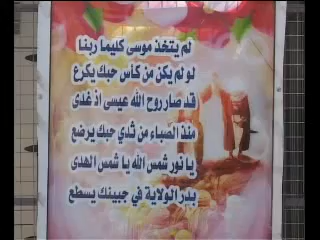 لم يتخذ موسى كليما ربنا
لو لم يكن من كأس حبك يكرع
قد صار روح الله عيسى اذ غدى
منذ الصباء من ثدي حبك يرضع
يا نور شمس الله يا شمس الهدى
بدر الولاية في جبينك يسطع